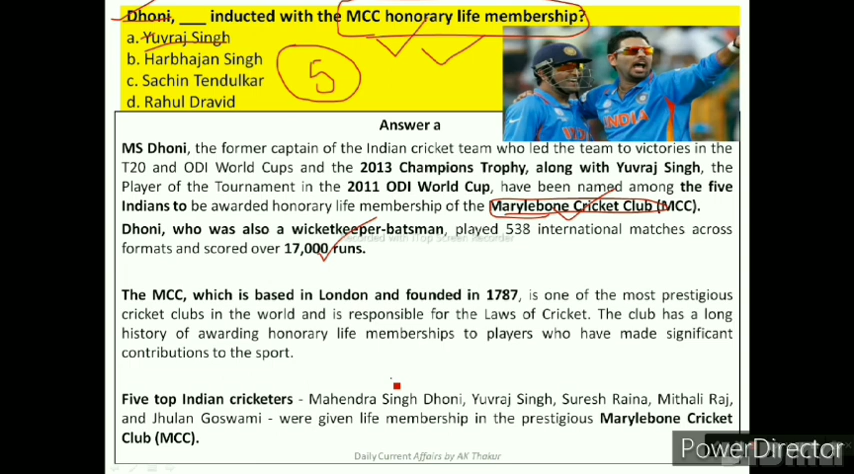 Dhoni, ___ inducted with the MCC honorary life membership?
a. Yuvraj Singh
b. Harbhajan Singh
c. Sachin Tendulkar
d. Rahul Dravid
5
INDIA
Answer a
MS Dhoni, the former captain of the Indian cricket team who led the team to victories in the
T20 and ODI World Cups and the 2013 Champions Trophy, along with Yuvraj Singh, the
Player of the Tournament in the 2011 ODI World Cup, have been named among the five
Indians to be awarded honorary life membership of the Marylebone Cricket Club (MCC).
Dhoni, who was also a wicketkeeper-batsman, played 538 international matches across
Recorded with iTop Screen Recorder
formats and scored over 17,000 runs.
The MCC, which is based in London and founded in 1787, is one of the most prestigious
cricket clubs in the world and is responsible for the Laws of Cricket. The club has a long
history of awarding honorary life memberships to players who have made significant
contributions to the sport.
Five top Indian cricketers - Mahendra Singh Dhoni, Yuvraj Singh, Suresh Raina, Mithali Raj,
and Jhulan Goswami - were given life membership in the prestigious Marylebone Cricket
Club (MCC).
Daily Current Affairs by AK Thakur
PowerDirector